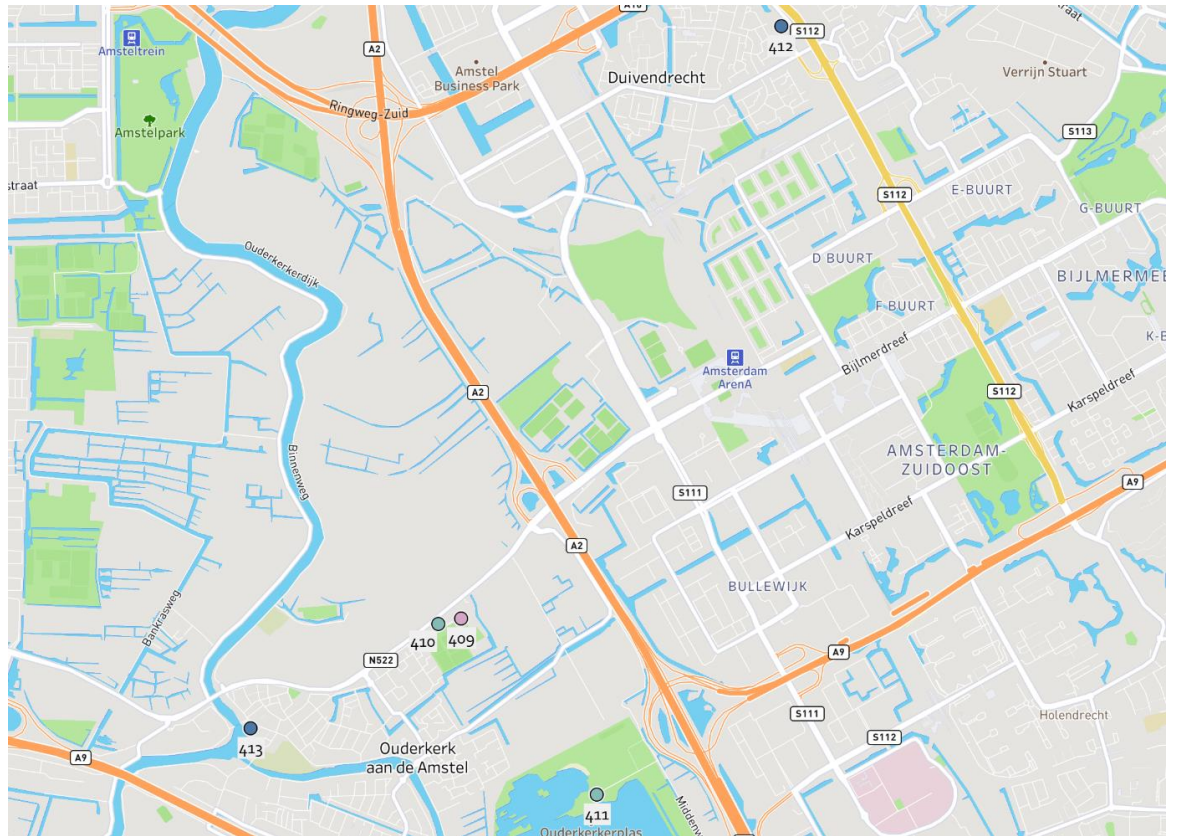 A10
S112
Amsteltrein
A2
412
Amstel
Business Park
Duivendrecht
Verrijn Stuart
Ringweg-Zuid
Amstelpark
S113
straat
S112
E-BUURT
G-BUURT
Ouderkerkerdijk
D BUURT
BIJLMERMEE
F BUURT
K-B
Bijlmerdreef
Amsterdam
ArenA
A2
S112
Karspeldreef
AMSTERDAM-
ZUIDOOST
Binnenweg
S111
A9
Karspeldreef
A2
BULLEWIJK
Bankrasweg
410
409
N522
A9
S111
Holendrecht
413
S112
A9
Ouderkerk
aan de Amstel
411
Middenw
Ouderkerkerplas